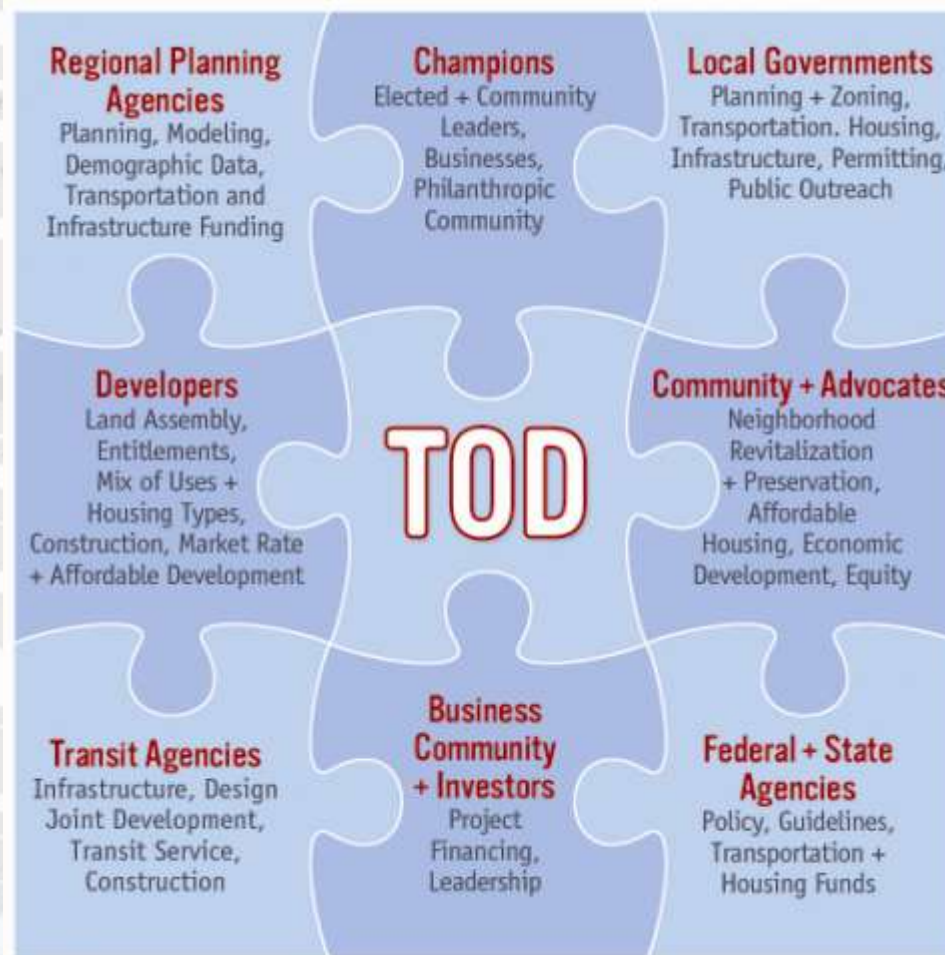 Regional Planning
Agencies
Planning, Modeling,
Demographic Data,
Transportation and
Infrastructure Funding
Champions
Elected + Community
Leaders,
Businesses,
Philanthropic
Community
Local Governments
Planning + Zoning,
Transportation. Housing,
Infrastructure, Permitting,
Public Outreach
Developers
Land Assembly,
Entitlements,
Mix of Uses +
Housing Types,
Construction, Market Rate
+ Affordable Development
TOD
Community + Advocates
Neighborhood
Revitalization
+ Preservation,
Affordable
Housing, Economic
Development, Equity
Transit Agencies
Infrastructure, Design
Joint Development,
Transit Service,
Construction
Business
Community
+ Investors
Project
Financing,
Leadership
Federal + State
Agencies
Policy, Guidelines,
Transportation +
Housing Funds